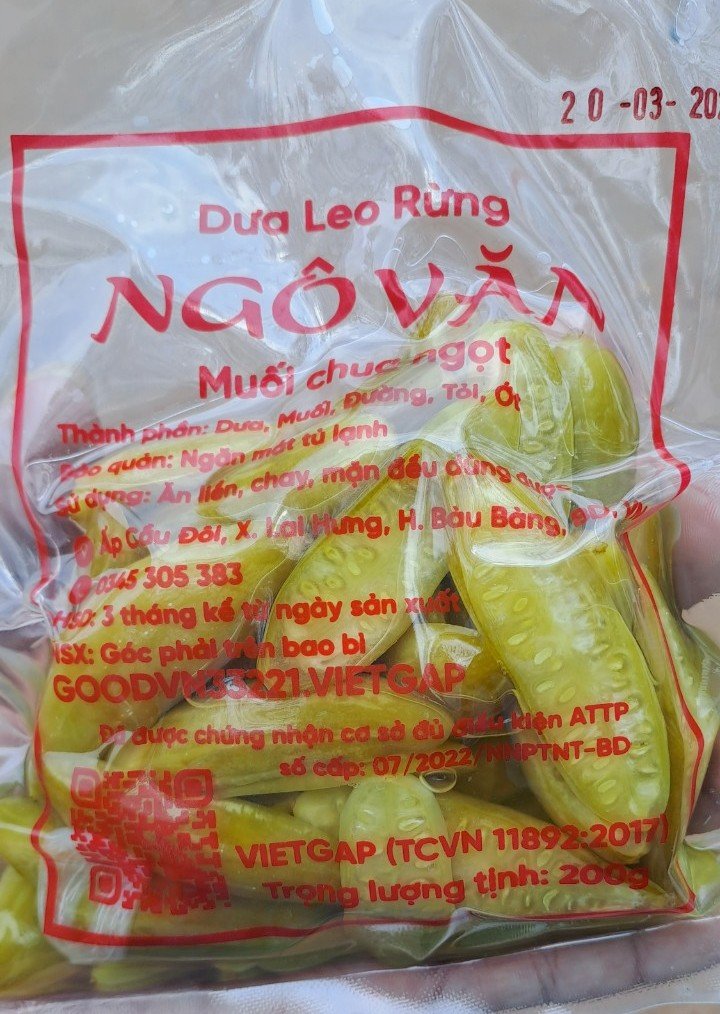 20-03-202
Dưa Leo Rừng
NGÔ VĂN
Muối chua ngọt
Thành phần: Dưa, Muối, Đường, Tỏi, Ớt
Bảo quản: Ngăn mát tủ lạnh
Sử dụng: Ăn liền, chay, mặn đều dùng được
Ấp Cầu Đôi, X. Lai Hưng, H. Bàu Bàng,
0345 305 383
HSD: 3 tháng kể từ ngày sản xuất
NSX: Góc phải trên bao bì
GOODVN33221.VIETGAP
Đã được chứng nhận cơ sở đủ điều kiện ATTP
số cấp: 07/2022/NNPTNT-BD
VIETGAP (TCVN 11892:2017)
Trọng lượng tịnh: 200g